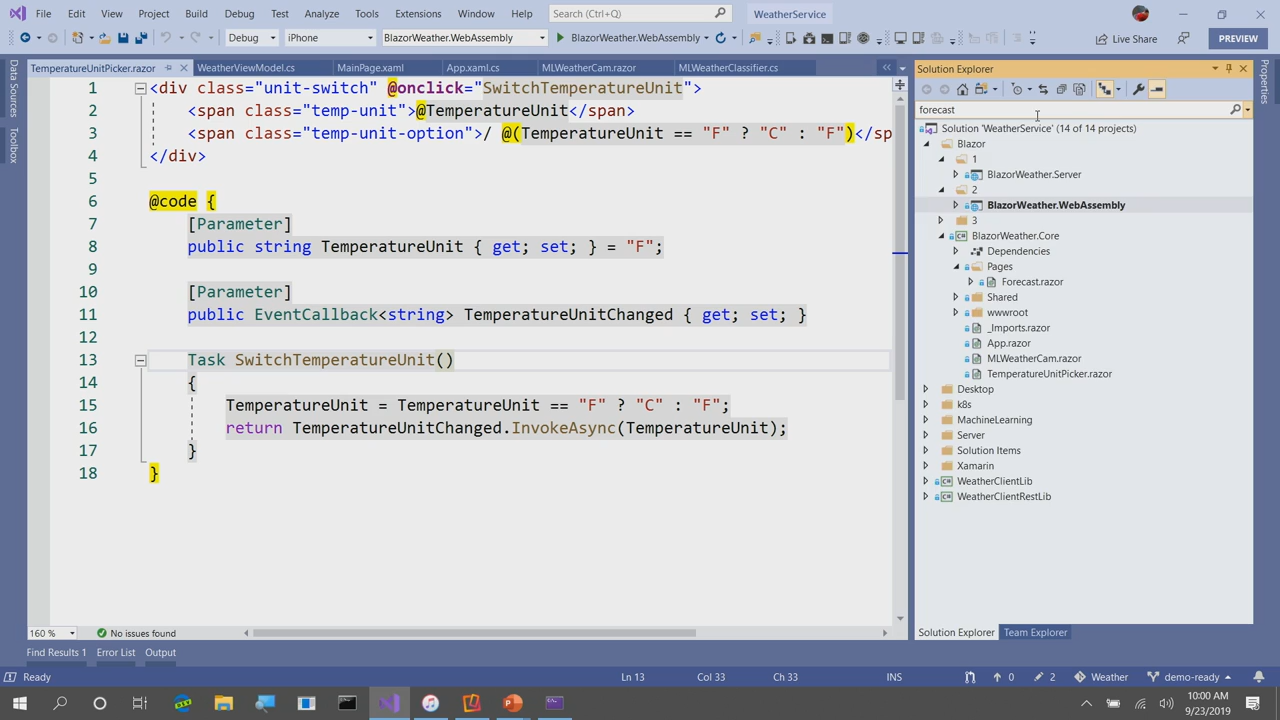 File Edit View Project Build Debug Test Analyze Tools Extensions Window Help Search (Ctrl+Q) WeatherService
Debug iPhone BlazorWeather.WebAssembly BlazorWeather.WebAssembly Live Share PREVIEW
TemperatureUnitPicker.razor WeatherViewModel.cs MainPage.xaml App.xaml.cs MLWeatherCam.razor MLWeatherClassifier.cs
Data Sources
Toolbox
1 <div class="unit-switch" @onclick="SwitchTemperatureUnit">
2 <span class="temp-unit">@TemperatureUnit</span>
3 <span class="temp-unit-option">/ @(TemperatureUnit == "F" ? "C" : "F")</sp
4 </div>
5
6 @code {
7 [Parameter]
8 public string TemperatureUnit { get; set; } = "F";
9
10 [Parameter]
11 public EventCallback<string> TemperatureUnitChanged { get; set; }
12
13 Task SwitchTemperatureUnit()
14 {
15 TemperatureUnit = TemperatureUnit == "F" ? "C" : "F";
16 return TemperatureUnitChanged.InvokeAsync(TemperatureUnit);
17 }
18 }
160 % No issues found
Solution Explorer
forecast
Solution 'WeatherService' (14 of 14 projects)
Blazor
1
BlazorWeather.Server
2
BlazorWeather.WebAssembly
3
BlazorWeather.Core
Dependencies
Pages
Forecast.razor
Shared
wwwroot
_Imports.razor
App.razor
MLWeatherCam.razor
TemperatureUnitPicker.razor
Desktop
k8s
MachineLearning
Server
Solution Items
Xamarin
WeatherClientLib
WeatherClientRestLib
Solution Explorer Team Explorer
Properties
Find Results 1 Error List Output
Ready Ln 13 Col 33 Ch 33 INS 0 2 Weather demo-ready
10:00 AM
9/23/2019